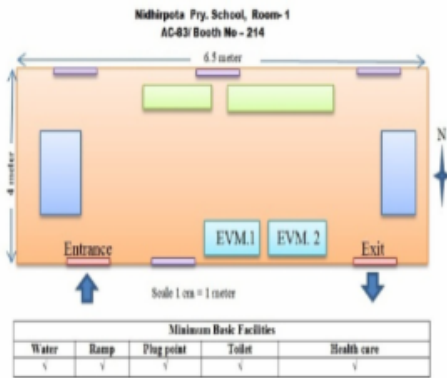 Nidhirpota Pry. School, Room-1
AC-83/ Booth No - 214
6.5 meter
4 meter
N
EVM.1 EVM. 2
Entrance Exit
Scale 1 cm = 1 meter
Minimum Basic Facilities
Water Ramp Plug point Toilet Health care
√ √ √ √ √